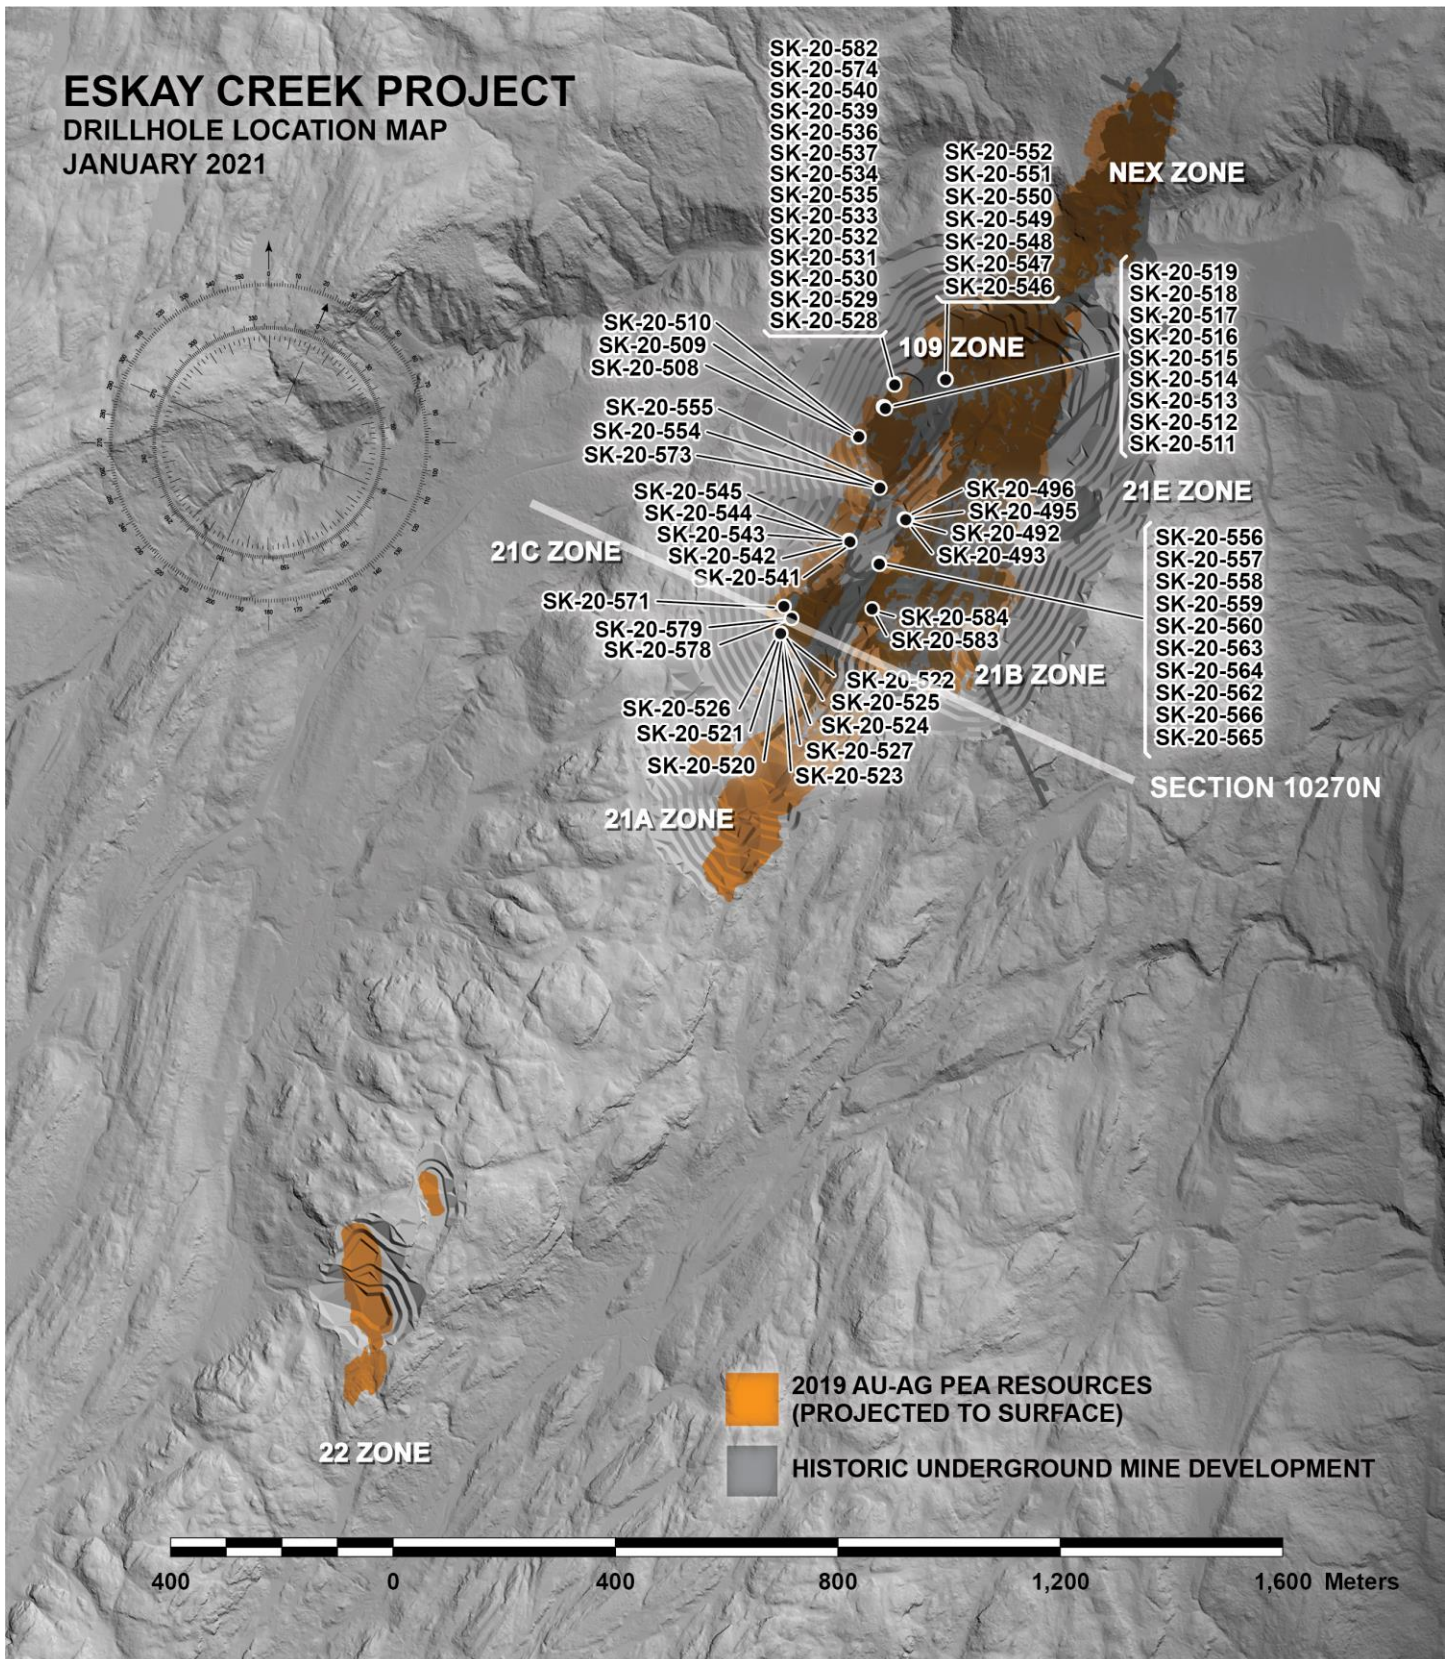 ESKAY CREEK PROJECT
DRILLHOLE LOCATION MAP
JANUARY 2021
SK-20-582
SK-20-574
SK-20-540
SK-20-539
SK-20-536
SK-20-537
SK-20-534
SK-20-535
SK-20-533
SK-20-532
SK-20-531
SK-20-530
SK-20-529
SK-20-528
SK-20-552
SK-20-551
SK-20-550
SK-20-549
SK-20-548
SK-20-547
SK-20-546
NEX ZONE
SK-20-519
SK-20-518
SK-20-517
SK-20-516
SK-20-515
SK-20-514
SK-20-513
SK-20-512
SK-20-511
SK-20-510
SK-20-509
SK-20-508
109 ZONE
SK-20-555
SK-20-554
SK-20-573
21E ZONE
SK-20-545
SK-20-544
SK-20-543
SK-20-542
SK-20-541
SK-20-496
SK-20-495
SK-20-492
SK-20-493
21C ZONE
SK-20-556
SK-20-557
SK-20-558
SK-20-559
SK-20-560
SK-20-563
SK-20-564
SK-20-562
SK-20-566
SK-20-565
SK-20-571
SK-20-579
SK-20-578
SK-20-584
SK-20-583
21B ZONE
SK-20-526
SK-20-521
SK-20-520
SK-20-522
SK-20-525
SK-20-524
SK-20-527
SK-20-523
SECTION 10270N
21A ZONE
22 ZONE
2019 AU-AG PEA RESOURCES
(PROJECTED TO SURFACE)
HISTORIC UNDERGROUND MINE DEVELOPMENT
400 0 400 800 1,200 1,600 Meters